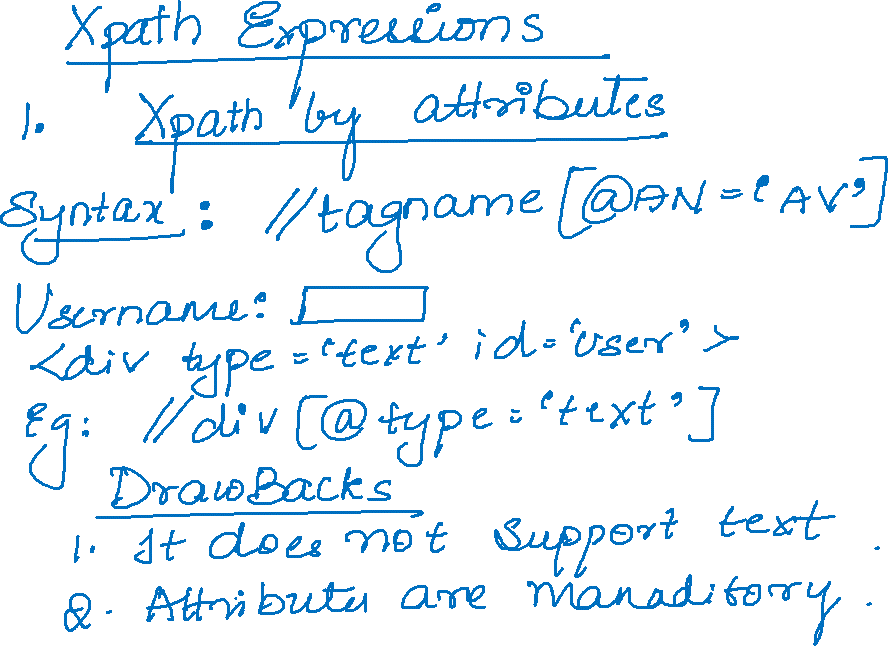 Xpath Expressions
1. Xpath by attributes
Syntax : //tagname[@AN='AV']
Username:
<div type='text' id='user'>
Eg: //div[@type='text']
DrawBacks
1. It does not support text.
2. Attributes are manaditory.